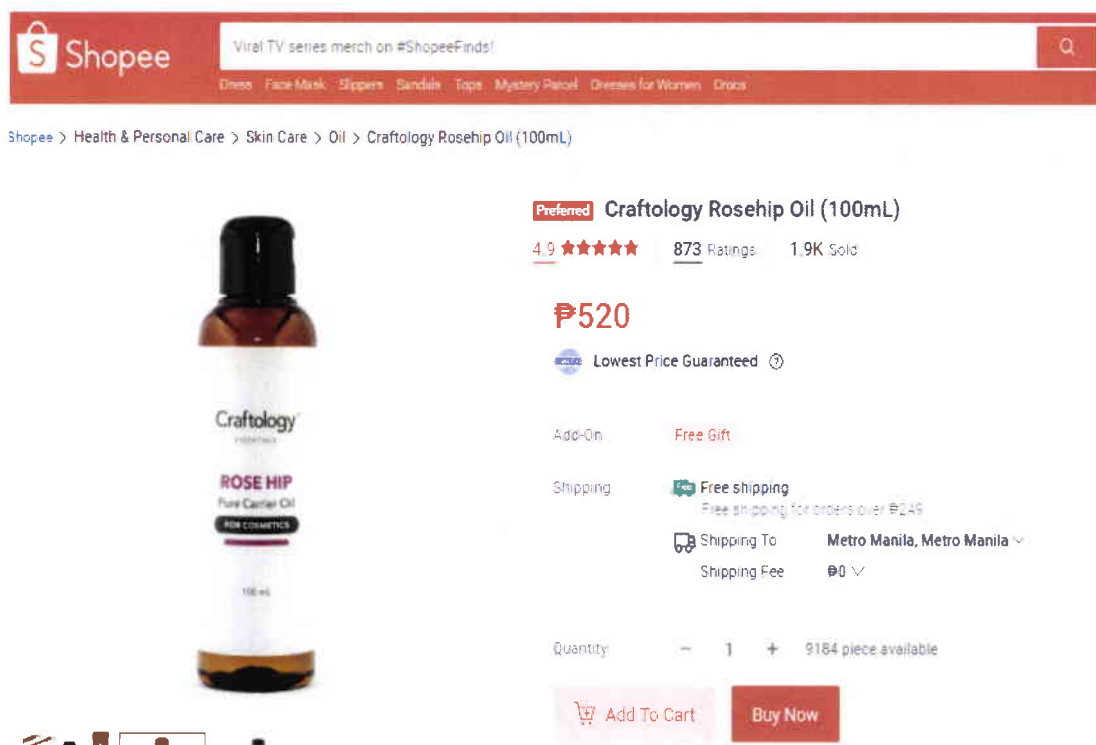 Shopee
Viral TV series merch on #ShopeeFinds!
Dress Face Mask Slippers Sandals Tops Mystery Parcel Dresses for Women Crocs
Shopee > Health & Personal Care > Skin Care > Oil > Craftology Rosehip Oil (100mL)
Preferred Craftology Rosehip Oil (100mL)
4.9 873 Ratings 1.9K Sold
₱520
Lowest Price Guaranteed
Add-On Free Gift
Shipping Free shipping
Free shipping for orders over ₱249
Shipping To Metro Manila, Metro Manila
Shipping Fee ₱0
Quantity - 1 + 9184 piece available
Add To Cart Buy Now
Craftology
ROSE HIP
Pure Carrier Oil
FOR COSMETICS
100 mL